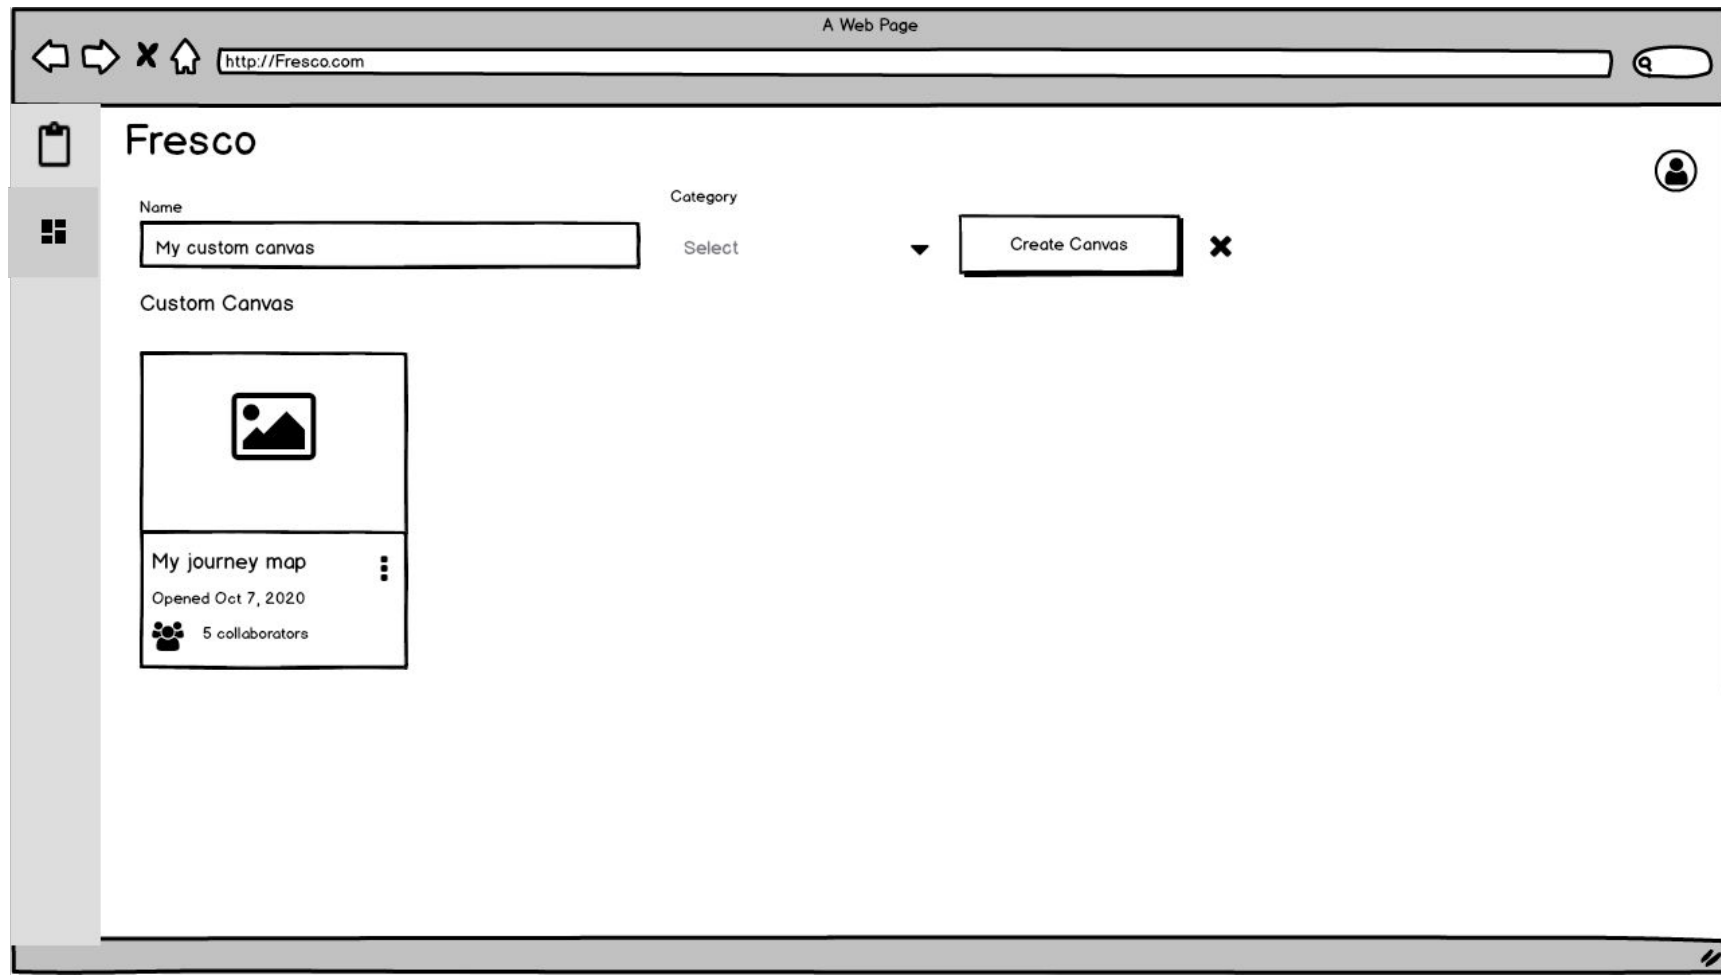 A Web Page
http://Fresco.com
Fresco
Name
Category
My custom canvas
Select
Create Canvas
Custom Canvas
My journey map
Opened Oct 7, 2020
5 collaborators